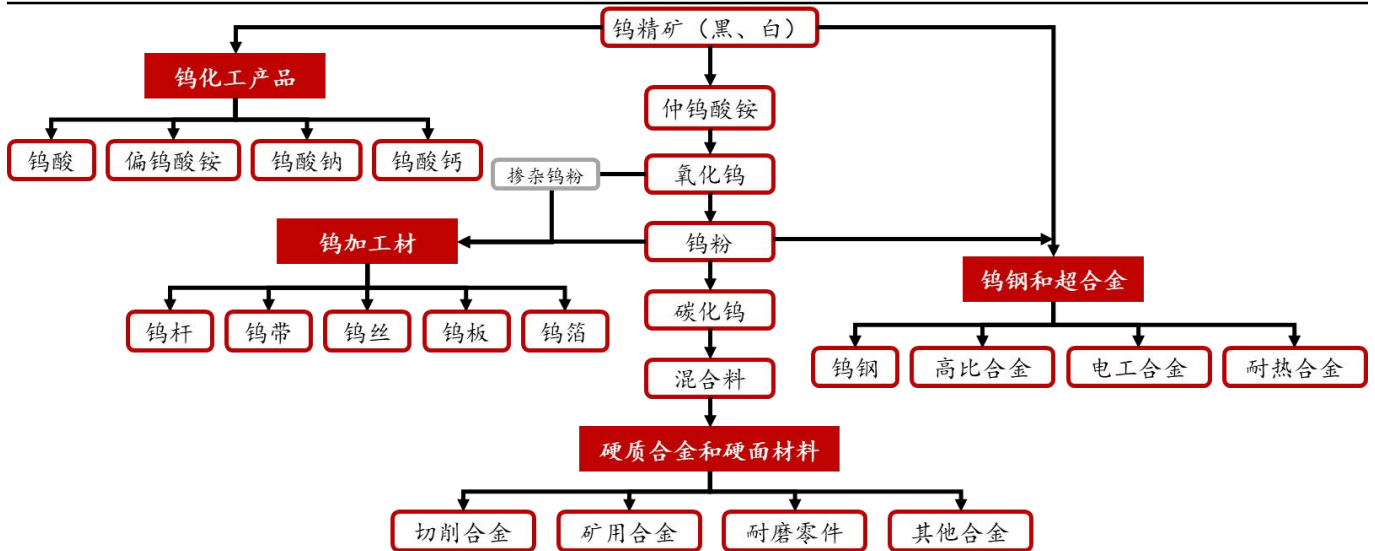 钨精矿（黑、白）
钨化工产品
仲钨酸铵
钨酸
偏钨酸铵
钨酸钠
钨酸钙
掺杂钨粉
氧化钨
钨加工材
钨粉
钨钢和超合金
碳化钨
钨杆
钨带
钨丝
钨板
钨箔
混合料
钨钢
高比合金
电工合金
耐热合金
硬质合金和硬面材料
切削合金
矿用合金
耐磨零件
其他合金